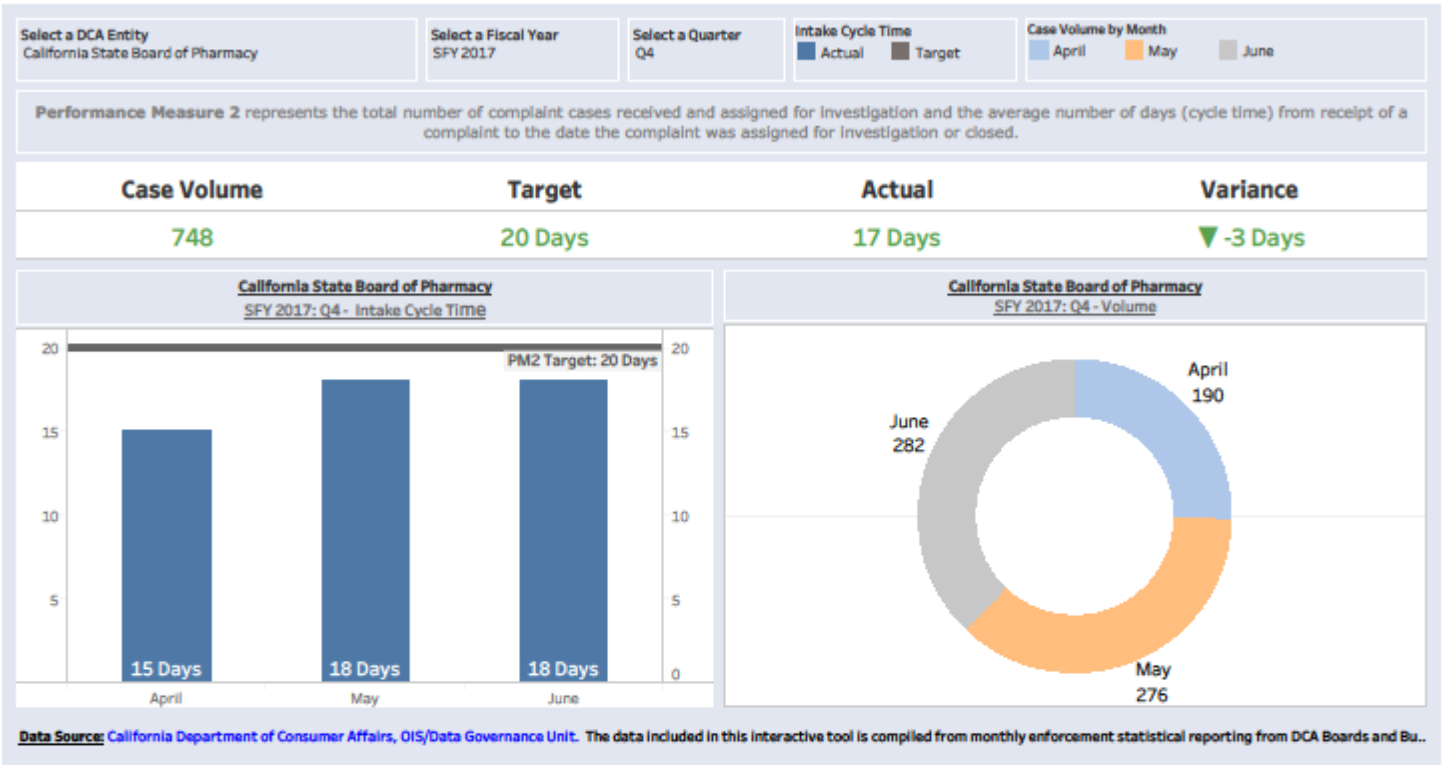 Select a DCA Entity
California State Board of Pharmacy
Select a Fiscal Year
SFY 2017
Select a Quarter
Q4
Intake Cycle Time
Actual Target
Case Volume by Month
April May June
Performance Measure 2 represents the total number of complaint cases received and assigned for investigation and the average number of days (cycle time) from receipt of a
complaint to the date the complaint was assigned for investigation or closed.
Case Volume Target Actual Variance
748 20 Days 17 Days ▼ -3 Days
California State Board of Pharmacy
SFY 2017: Q4 - Intake Cycle Time
20
15
10
5
PM2 Target: 20 Days
20
15
10
5
0
15 Days 18 Days 18 Days
April May June
California State Board of Pharmacy
SFY 2017: Q4 - Volume
April
190
June
282
May
276
Data Source: California Department of Consumer Affairs, OIS/Data Governance Unit. The data included in this interactive tool is compiled from monthly enforcement statistical reporting from DCA Boards and Bu..